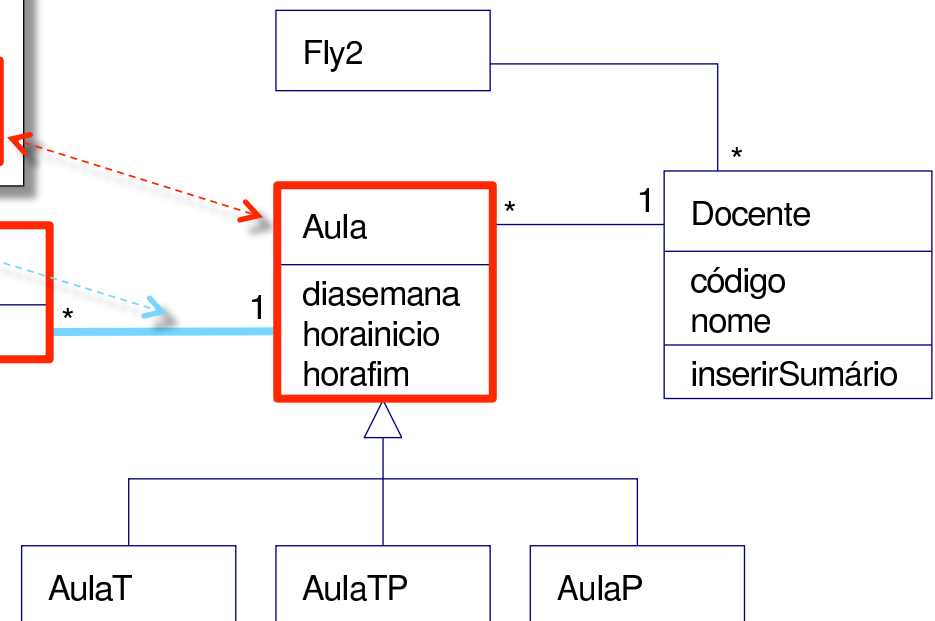 Fly2
*
Aula
* 1
Docente
diasemana
horainicio
horafim
código
nome
inserirSumário
* 1
AulaT
AulaTP
AulaP